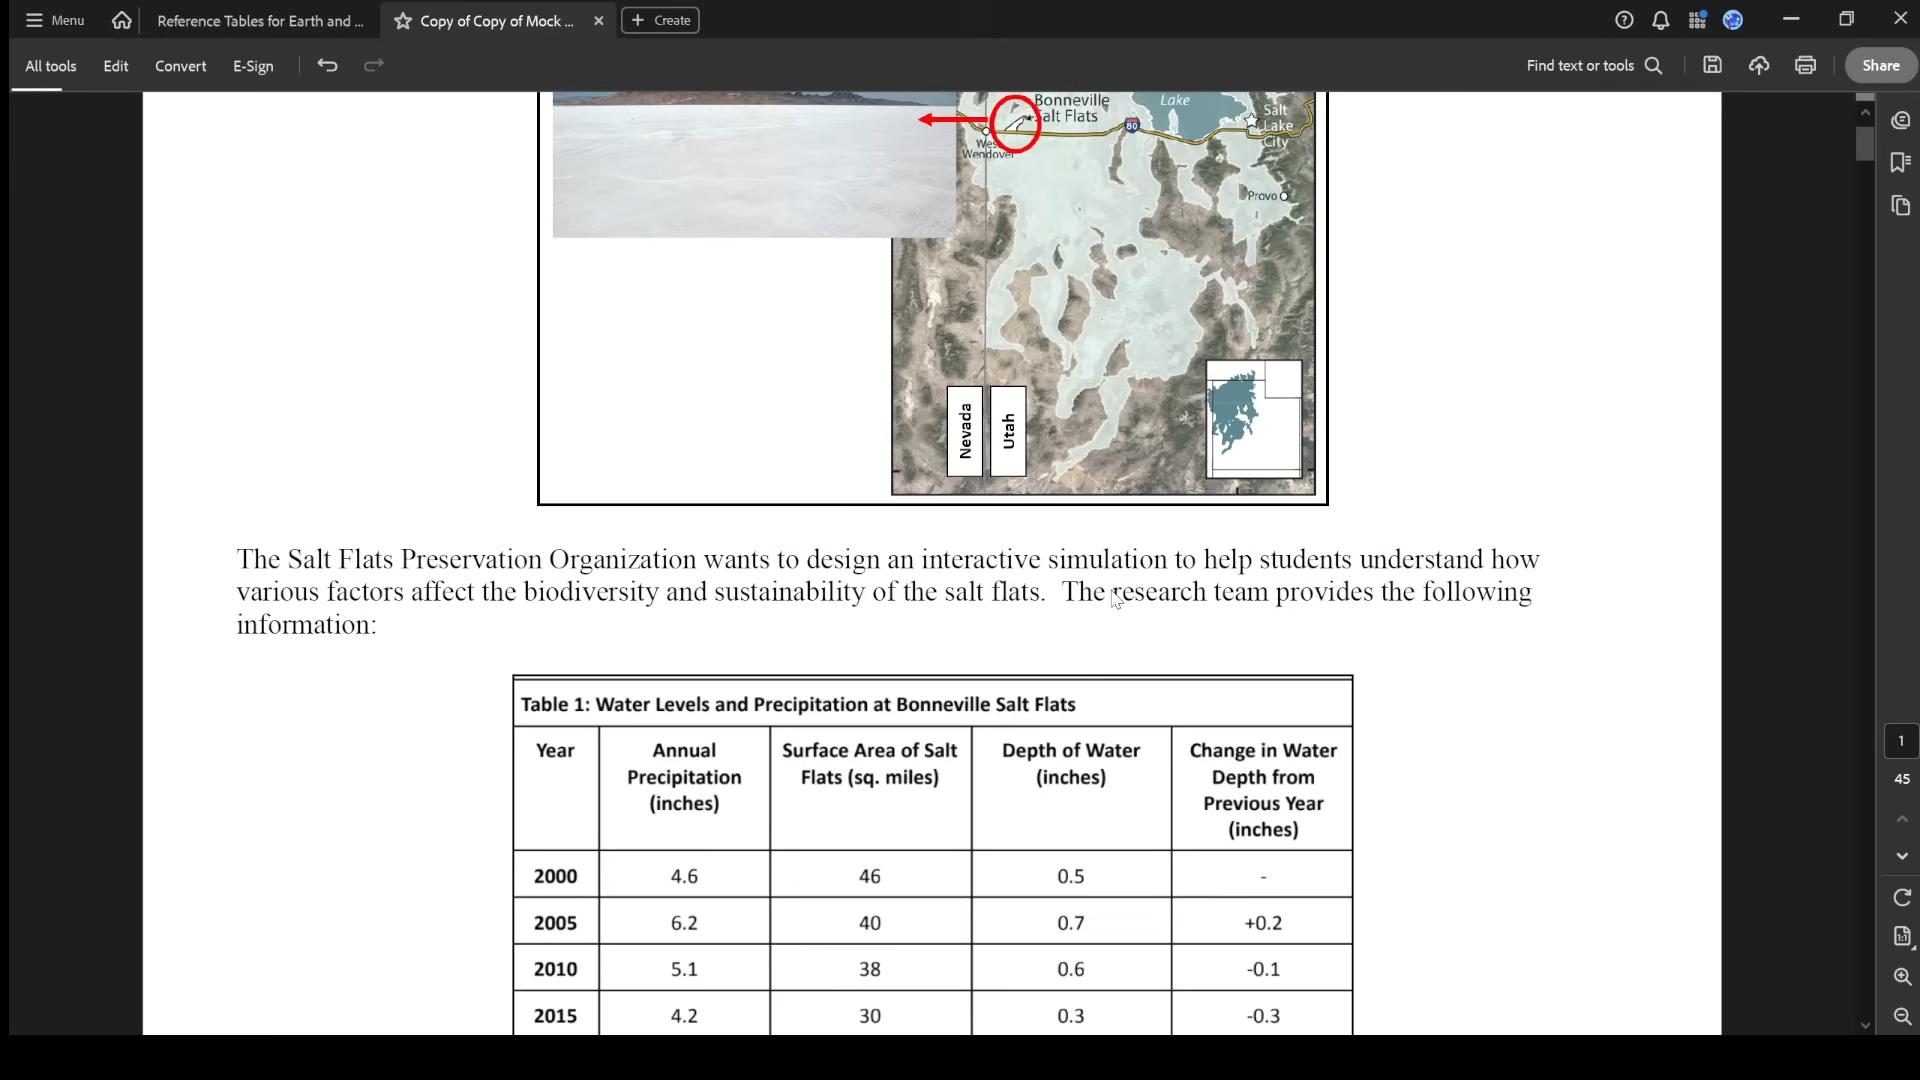 Menu
Reference Tables for Earth and ...
Copy of Copy of Mock ...
Create
All tools
Edit
Convert
E-Sign
Find text or tools
Share
Bonneville
Salt Flats
Lake
80
Salt
Lake
City
West
Wendover
Provo
Nevada
Utah
The Salt Flats Preservation Organization wants to design an interactive simulation to help students understand how
various factors affect the biodiversity and sustainability of the salt flats. The research team provides the following
information:
Table 1: Water Levels and Precipitation at Bonneville Salt Flats
Year
Annual
Precipitation
(inches)
Surface Area of Salt
Flats (sq. miles)
Depth of Water
(inches)
Change in Water
Depth from
Previous Year
(inches)
2000 4.6 46 0.5 -
2005 6.2 40 0.7 +0.2
2010 5.1 38 0.6 -0.1
2015 4.2 30 0.3 -0.3
1
45